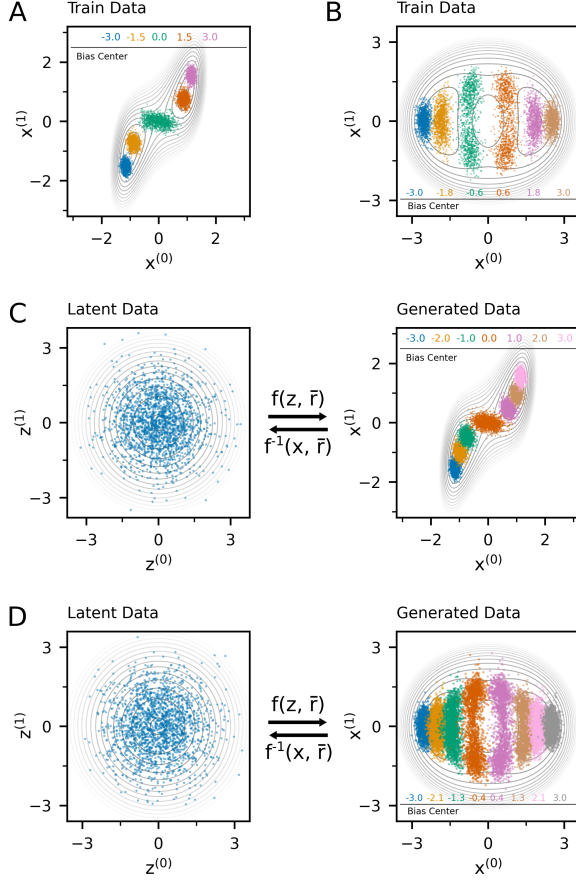 A
Train Data
-3.0 -1.5 0.0 1.5 3.0
Bias Center
2
0
−2
x(1)
−2 0 2
x(0)
B
Train Data
3
0
−3
x(1)
-3.0 -1.8 -0.6 0.6 1.8 3.0
Bias Center
−3 0 3
x(0)
C
Latent Data
3
0
−3
z(1)
−3 0 3
z(0)
f(z, r̄)
f-1(x, r̄)
Generated Data
-3.0 -2.0 -1.0 0.0 1.0 2.0 3.0
Bias Center
2
0
−2
x(1)
−2 0 2
x(0)
D
Latent Data
3
0
−3
z(1)
−3 0 3
z(0)
f(z, r̄)
f-1(x, r̄)
Generated Data
3
0
−3
x(1)
-3.0 -2.1 -1.3 -0.4 0.4 1.3 2.1 3.0
Bias Center
−3 0 3
x(0)